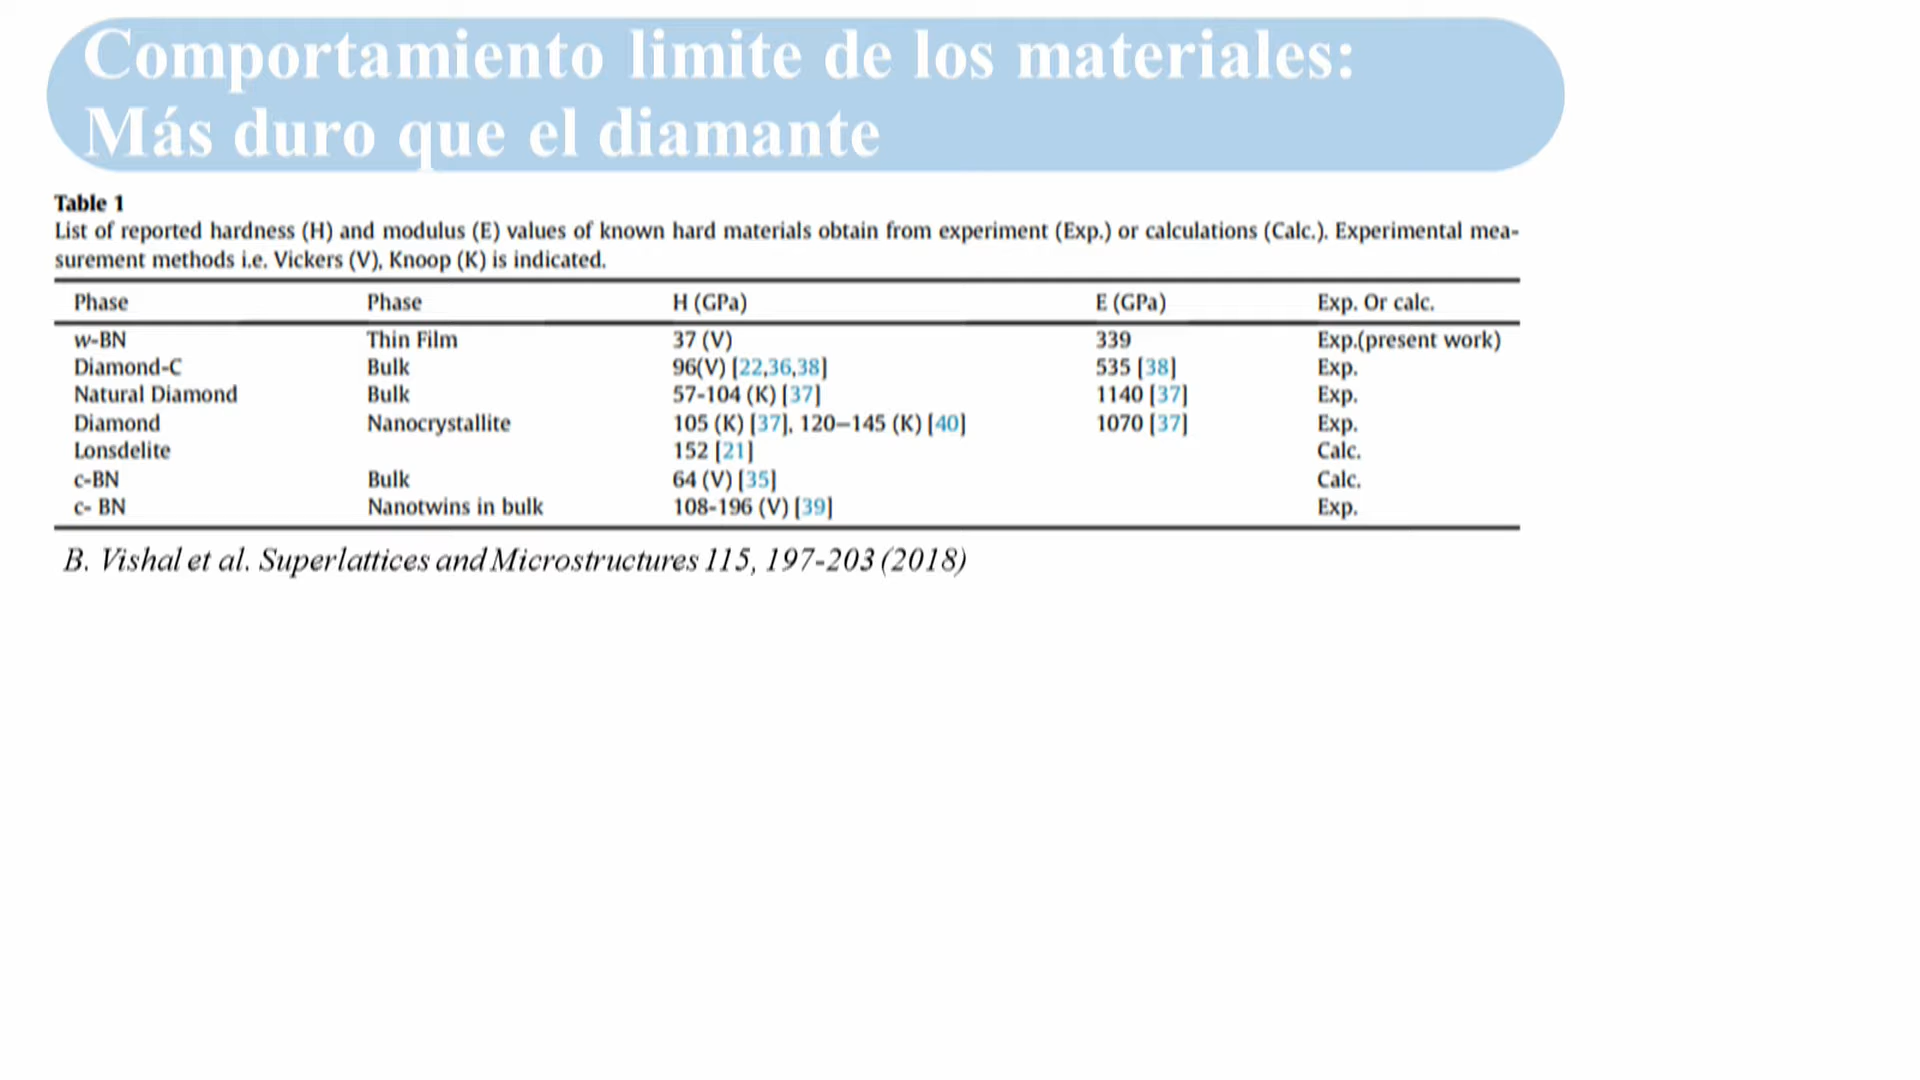 Comportamiento limite de los materiales:
Más duro que el diamante
Table 1
List of reported hardness (H) and modulus (E) values of known hard materials obtain from experiment (Exp.) or calculations (Calc.). Experimental mea-
surement methods i.e. Vickers (V), Knoop (K) is indicated.
Phase Phase H (GPa) E (GPa) Exp. Or calc.
w-BN Thin Film 37 (V) 339 Exp.(present work)
Diamond-C Bulk 96(V) [22,36,38] 535 [38] Exp.
Natural Diamond Bulk 57-104 (K) [37] 1140 [37] Exp.
Diamond Nanocrystallite 105 (K) [37], 120–145 (K) [40] 1070 [37] Exp.
Lonsdelite 152 [21] Calc.
c-BN Bulk 64 (V) [35] Calc.
c- BN Nanotwins in bulk 108-196 (V) [39] Exp.
B. Vishal et al. Superlattices and Microstructures 115, 197-203 (2018)